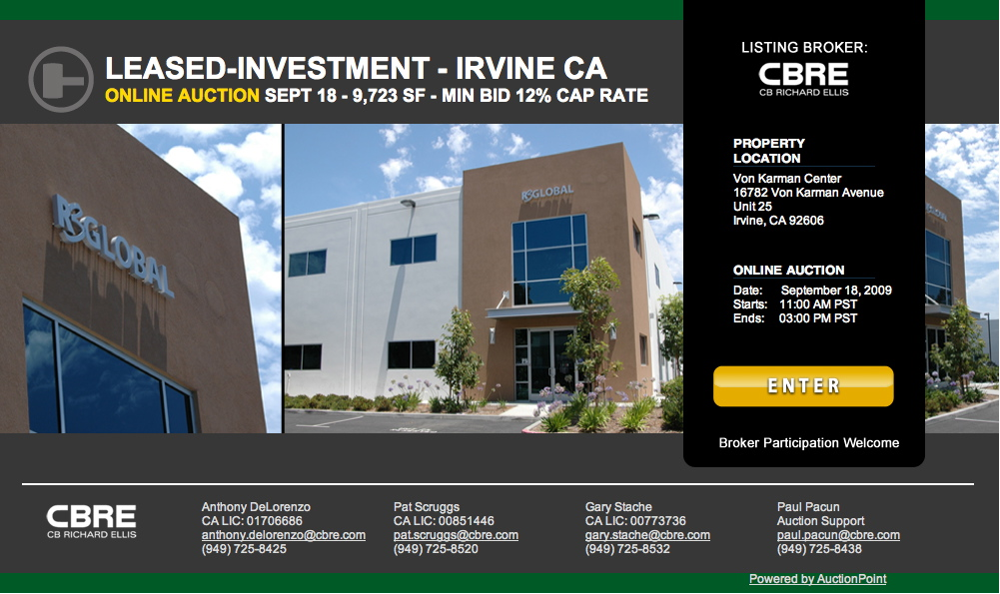 LEASED-INVESTMENT - IRVINE CA
ONLINE AUCTION SEPT 18 - 9,723 SF - MIN BID 12% CAP RATE
RSGLOBAL
RSGLOBAL
LISTING BROKER:
CBRE
CB RICHARD ELLIS
PROPERTY
LOCATION
Von Karman Center
16782 Von Karman Avenue
Unit 25
Irvine, CA 92606
ONLINE AUCTION
Date: September 18, 2009
Starts: 11:00 AM PST
Ends: 03:00 PM PST
ENTER
Broker Participation Welcome
CBRE
CB RICHARD ELLIS
Anthony DeLorenzo
CA LIC: 01706686
anthony.delorenzo@cbre.com
(949) 725-8425
Pat Scruggs
CA LIC: 00851446
pat.scruggs@cbre.com
(949) 725-8520
Gary Stache
CA LIC: 00773736
gary.stache@cbre.com
(949) 725-8532
Paul Pacun
Auction Support
paul.pacun@cbre.com
(949) 725-8438
Powered by AuctionPoint